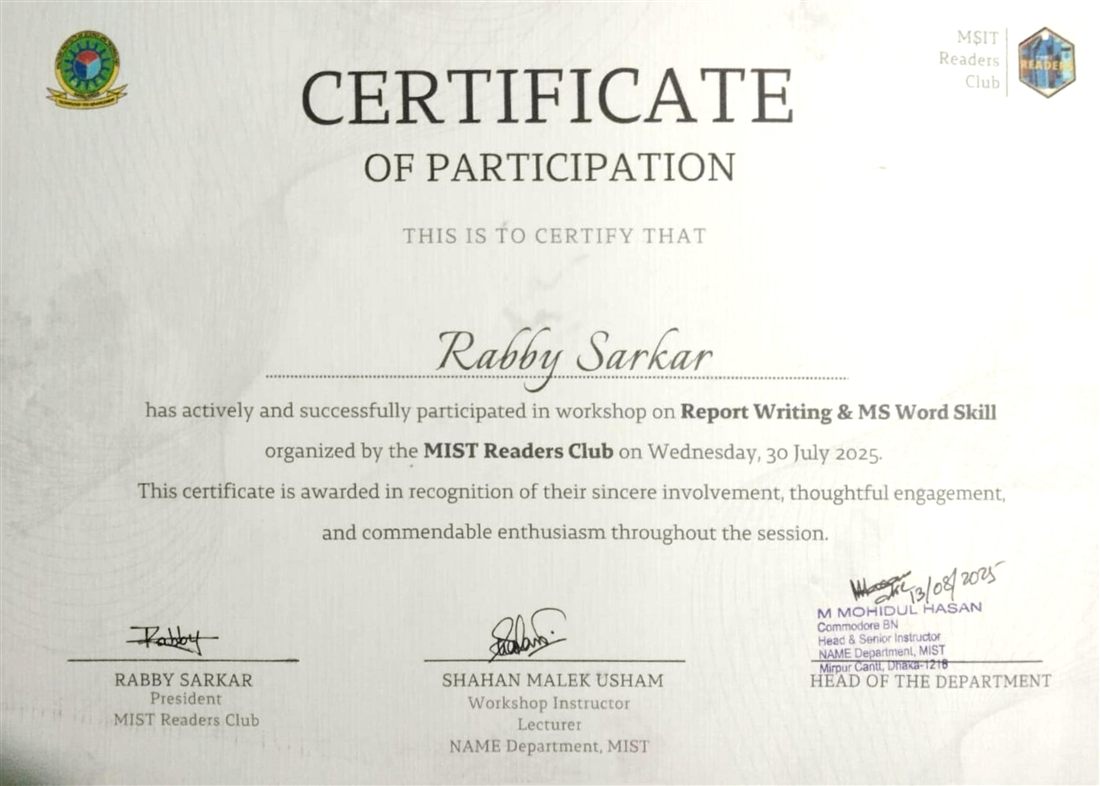 MSIT
Readers
Club
READERS
CERTIFICATE
OF PARTICIPATION
THIS IS TO CERTIFY THAT
Rabby Sarkar
has actively and successfully participated in workshop on Report Writing & MS Word Skill
organized by the MIST Readers Club on Wednesday, 30 July 2025.
This certificate is awarded in recognition of their sincere involvement, thoughtful engagement,
and commendable enthusiasm throughout the session.
Rabby
RABBY SARKAR
President
MIST Readers Club
SHAHAN MALEK USHAM
Workshop Instructor
Lecturer
NAME Department, MIST
13/08/2025
M MOHIDUL HASAN
Commodore BN
Head & Senior Instructor
NAME Department, MIST
Mirpur Cantt, Dhaka-1216
HEAD OF THE DEPARTMENT